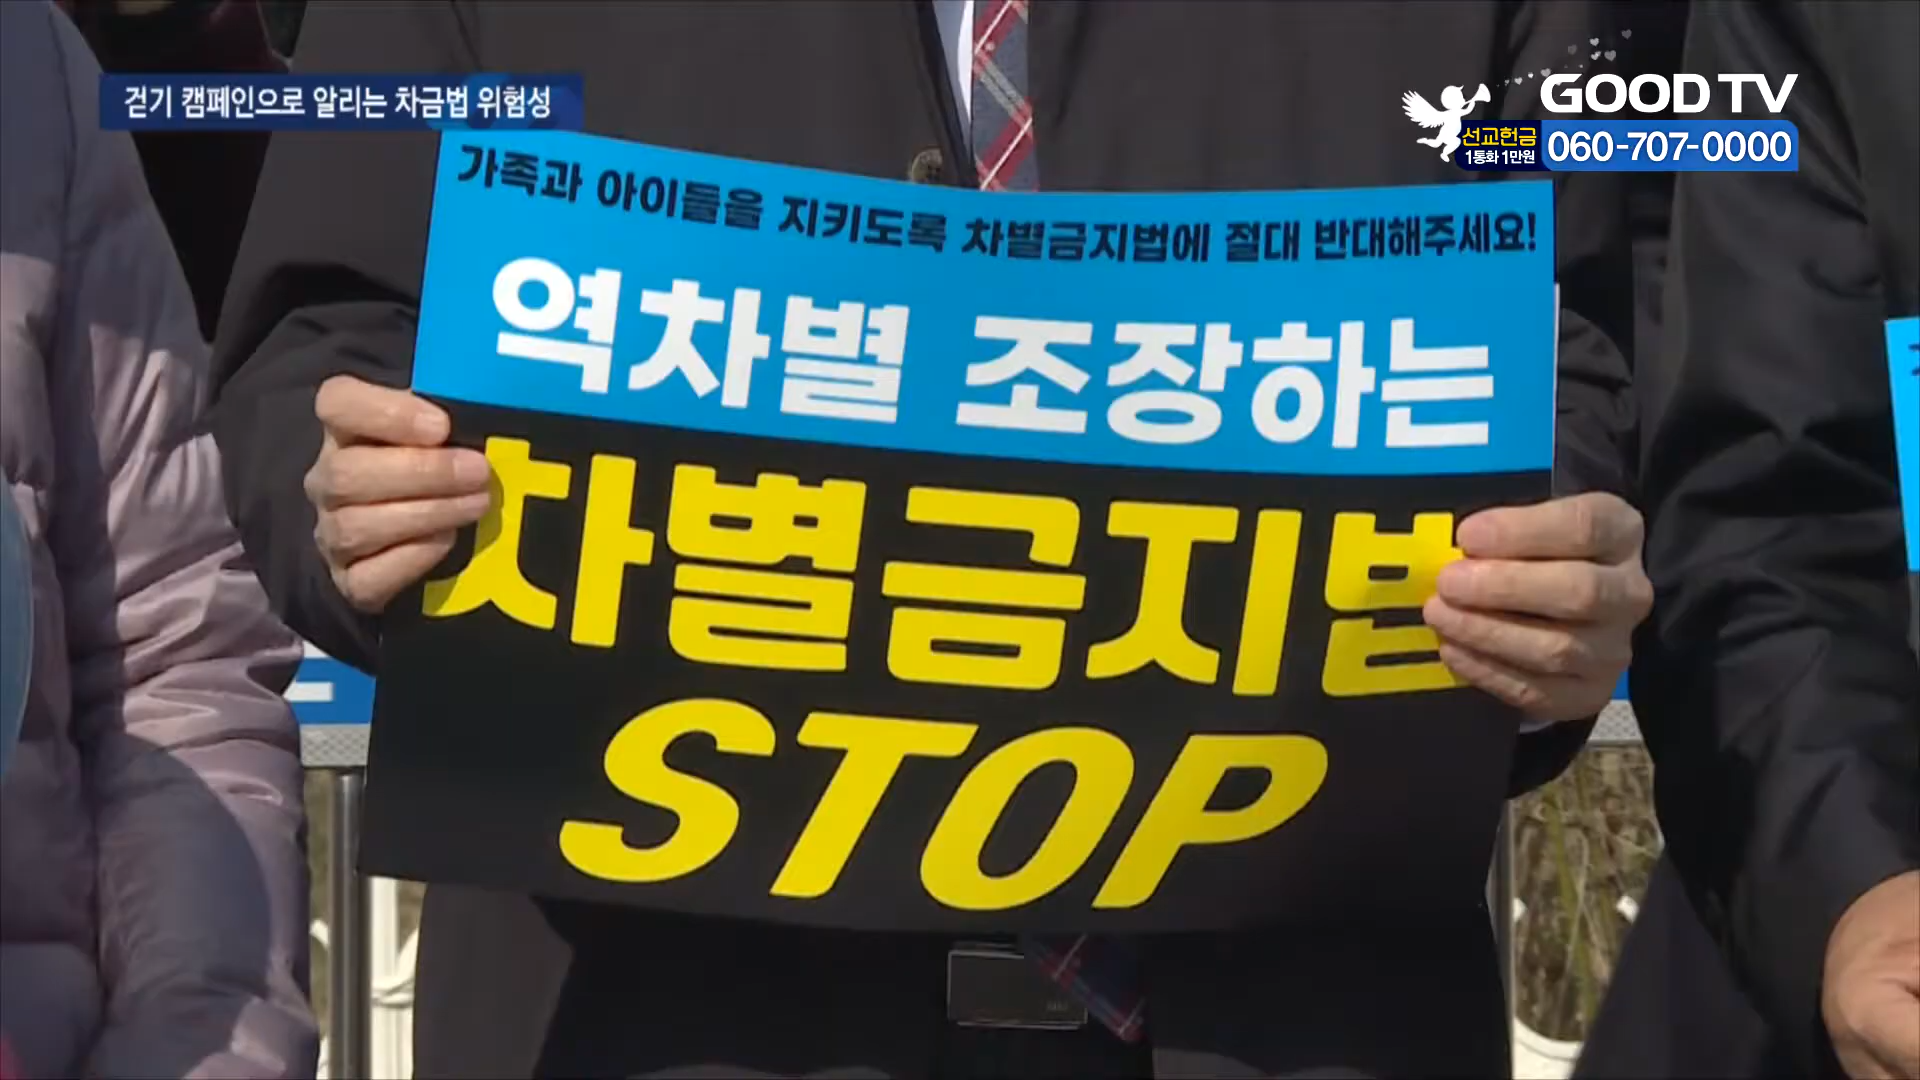 걷기 캠페인으로 알리는 차금법 위험성
GOOD TV
선교헌금
1통화 1만원
060-707-0000
가족과 아이들을 지키도록 차별금지법에 절대 반대해주세요!
역차별 조장하는
차별금지법
STOP